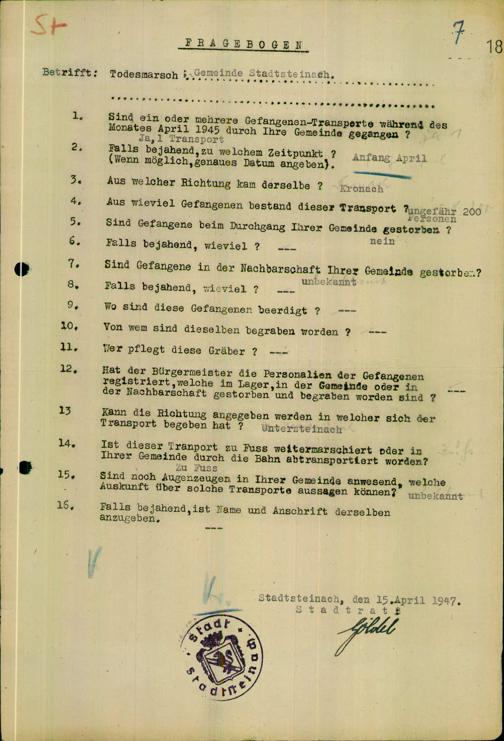 St
7
18
FRAGEBOGEN
Betrifft: Todesmarsch: Gemeinde Stadtsteinach.
1. Sind ein oder mehrere Gefangenen-Transporte während des
Monates April 1945 durch Ihre Gemeinde gegangen ?
Ja, 1 Transport
2. Falls bejahend, zu welchem Zeitpunkt ?
(Wenn möglich, genaues Datum angeben). Anfang April
3. Aus welcher Richtung kam derselbe ? Kronach
4. Aus wieviel Gefangenen bestand dieser Transport ? ungefähr 200
Personen
5. Sind Gefangene beim Durchgang Ihrer Gemeinde gestorben ?
nein
6. Falls bejahend, wieviel ? ---
7. Sind Gefangene in der Nachbarschaft Ihrer Gemeinde gestorben?
unbekannt
8. Falls bejahend, wieviel ? ---
9. Wo sind diese Gefangenen beerdigt ? ---
10. Von wem sind dieselben begraben worden ? ---
11. Wer pflegt diese Gräber ? ---
12. Hat der Bürgermeister die Personalien der Gefangenen
registriert, welche im Lager, in der Gemeinde oder in
der Nachbarschaft gestorben und begraben worden sind ? ---
13 Kann die Richtung angegeben werden in welcher sich der
Transport begeben hat ? Untersteinach
14. Ist dieser Tranport zu Fuss weitermarschiert oder in
Ihrer Gemeinde durch die Bahn abtransportiert worden?
Zu Fuss
15. Sind noch Augenzeugen in Ihrer Gemeinde anwesend, welche
Auskunft über solche Transporte aussagen können? unbekannt
16. Falls bejahend, ist Name und Anschrift derselben
anzugeben.
---
Stadtsteinach, den 15.April 1947.
Stadtrat:
Göldel
Stadt
Stadtsteinach